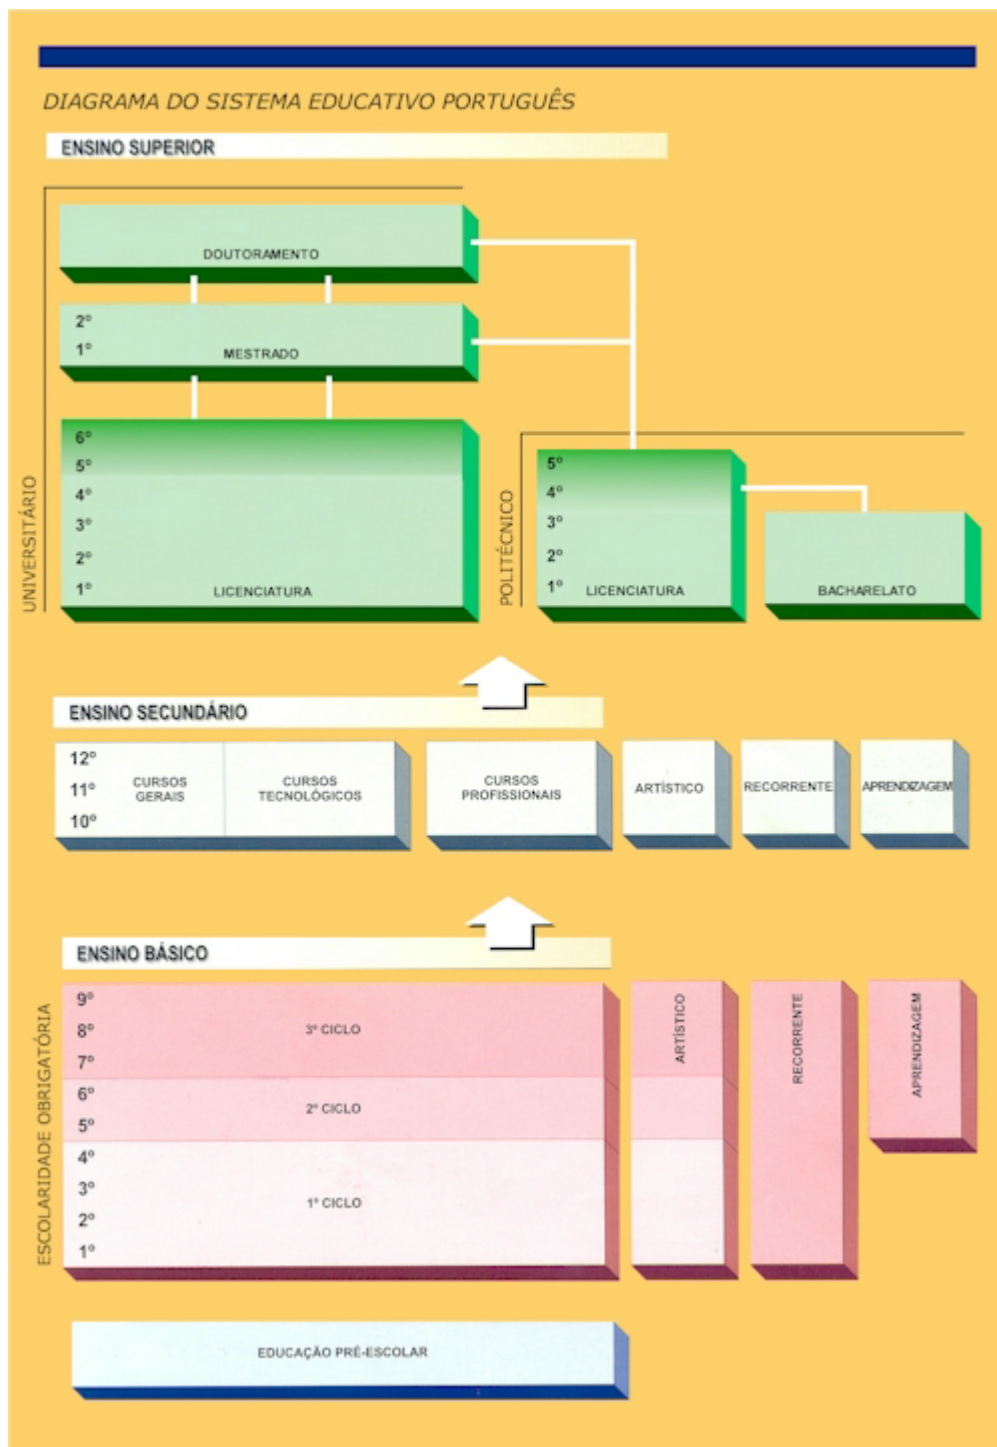 DIAGRAMA DO SISTEMA EDUCATIVO PORTUGUÊS
ENSINO SUPERIOR
UNIVERSITÁRIO
DOUTORAMENTO
2º
1º
MESTRADO
6º
5º
4º
3º
2º
1º
LICENCIATURA
POLITÉCNICO
5º
4º
3º
2º
1º
LICENCIATURA
BACHARELATO
ENSINO SECUNDÁRIO
12º
11º
10º
CURSOS
GERAIS
CURSOS
TECNOLÓGICOS
CURSOS
PROFISSIONAIS
ARTÍSTICO
RECORRENTE
APRENDIZAGEM
ENSINO BÁSICO
ESCOLARIDADE OBRIGATÓRIA
9º
8º
7º
3º CICLO
6º
5º
2º CICLO
4º
3º
2º
1º
1º CICLO
ARTÍSTICO
RECORRENTE
APRENDIZAGEM
EDUCAÇÃO PRÉ-ESCOLAR